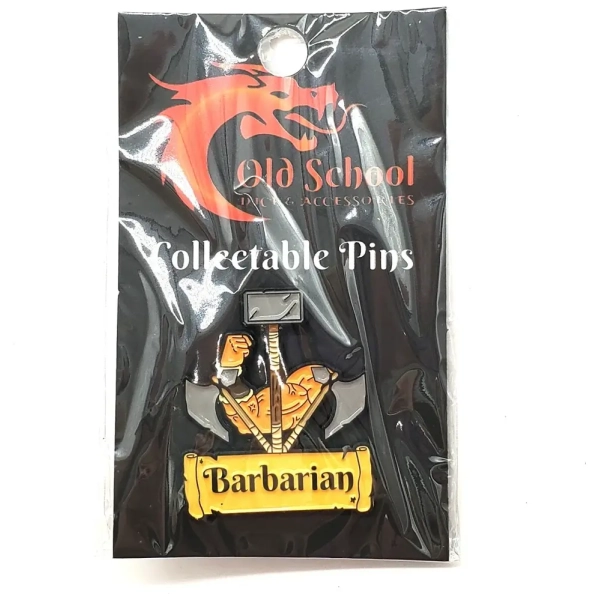 Old School
DICE & ACCESSORIES
Collectable Pins
Barbarian